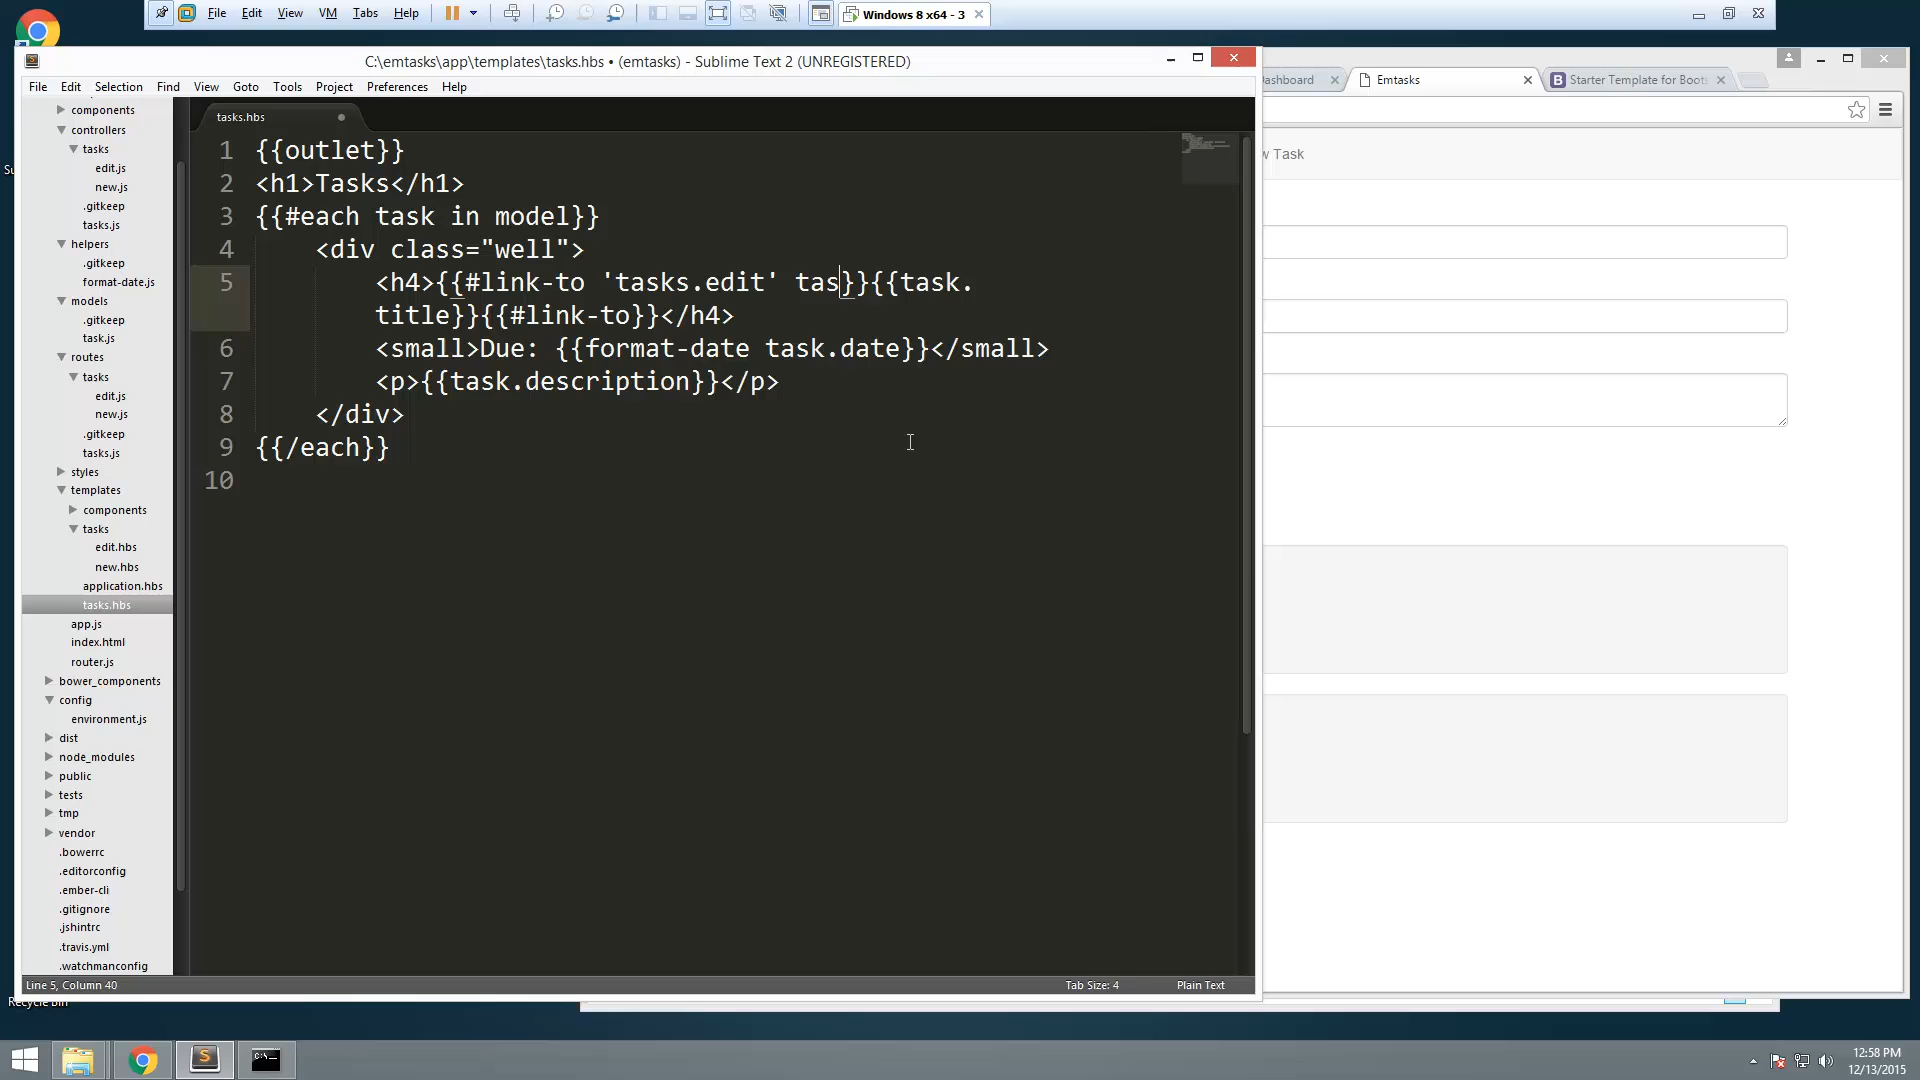 File Edit View VM Tabs Help
Windows 8 x64 - 3
C:\emtasks\app\templates\tasks.hbs • (emtasks) - Sublime Text 2 (UNREGISTERED)
File Edit Selection Find View Goto Tools Project Preferences Help
components
controllers
tasks
edit.js
new.js
.gitkeep
tasks.js
helpers
.gitkeep
format-date.js
models
.gitkeep
task.js
routes
tasks
edit.js
new.js
.gitkeep
tasks.js
styles
templates
components
tasks
edit.hbs
new.hbs
application.hbs
tasks.hbs
app.js
index.html
router.js
bower_components
config
environment.js
dist
node_modules
public
tests
tmp
vendor
.bowerrc
.editorconfig
.ember-cli
.gitignore
.jshintrc
.travis.yml
.watchmanconfig
tasks.hbs
1 {{outlet}}
2 <h1>Tasks</h1>
3 {{#each task in model}}
4 <div class="well">
5 <h4>{{#link-to 'tasks.edit' tas}}{{task.
title}}{{#link-to}}</h4>
6 <small>Due: {{format-date task.date}}</small>
7 <p>{{task.description}}</p>
8 </div>
9 {{/each}}
10
Line 5, Column 40
Tab Size: 4
Plain Text
Dashboard
Emtasks
Starter Template for Boots
w Task
Recycle Bin
12:58 PM
12/13/2015